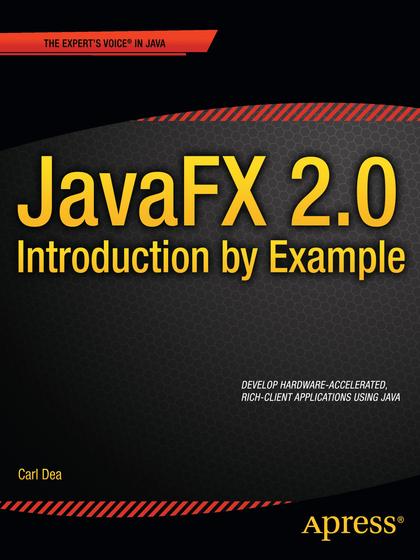 THE EXPERT'S VOICE® IN JAVA
JavaFX 2.0
Introduction by Example
DEVELOP HARDWARE-ACCELERATED,
RICH-CLIENT APPLICATIONS USING JAVA
Carl Dea
Apress®